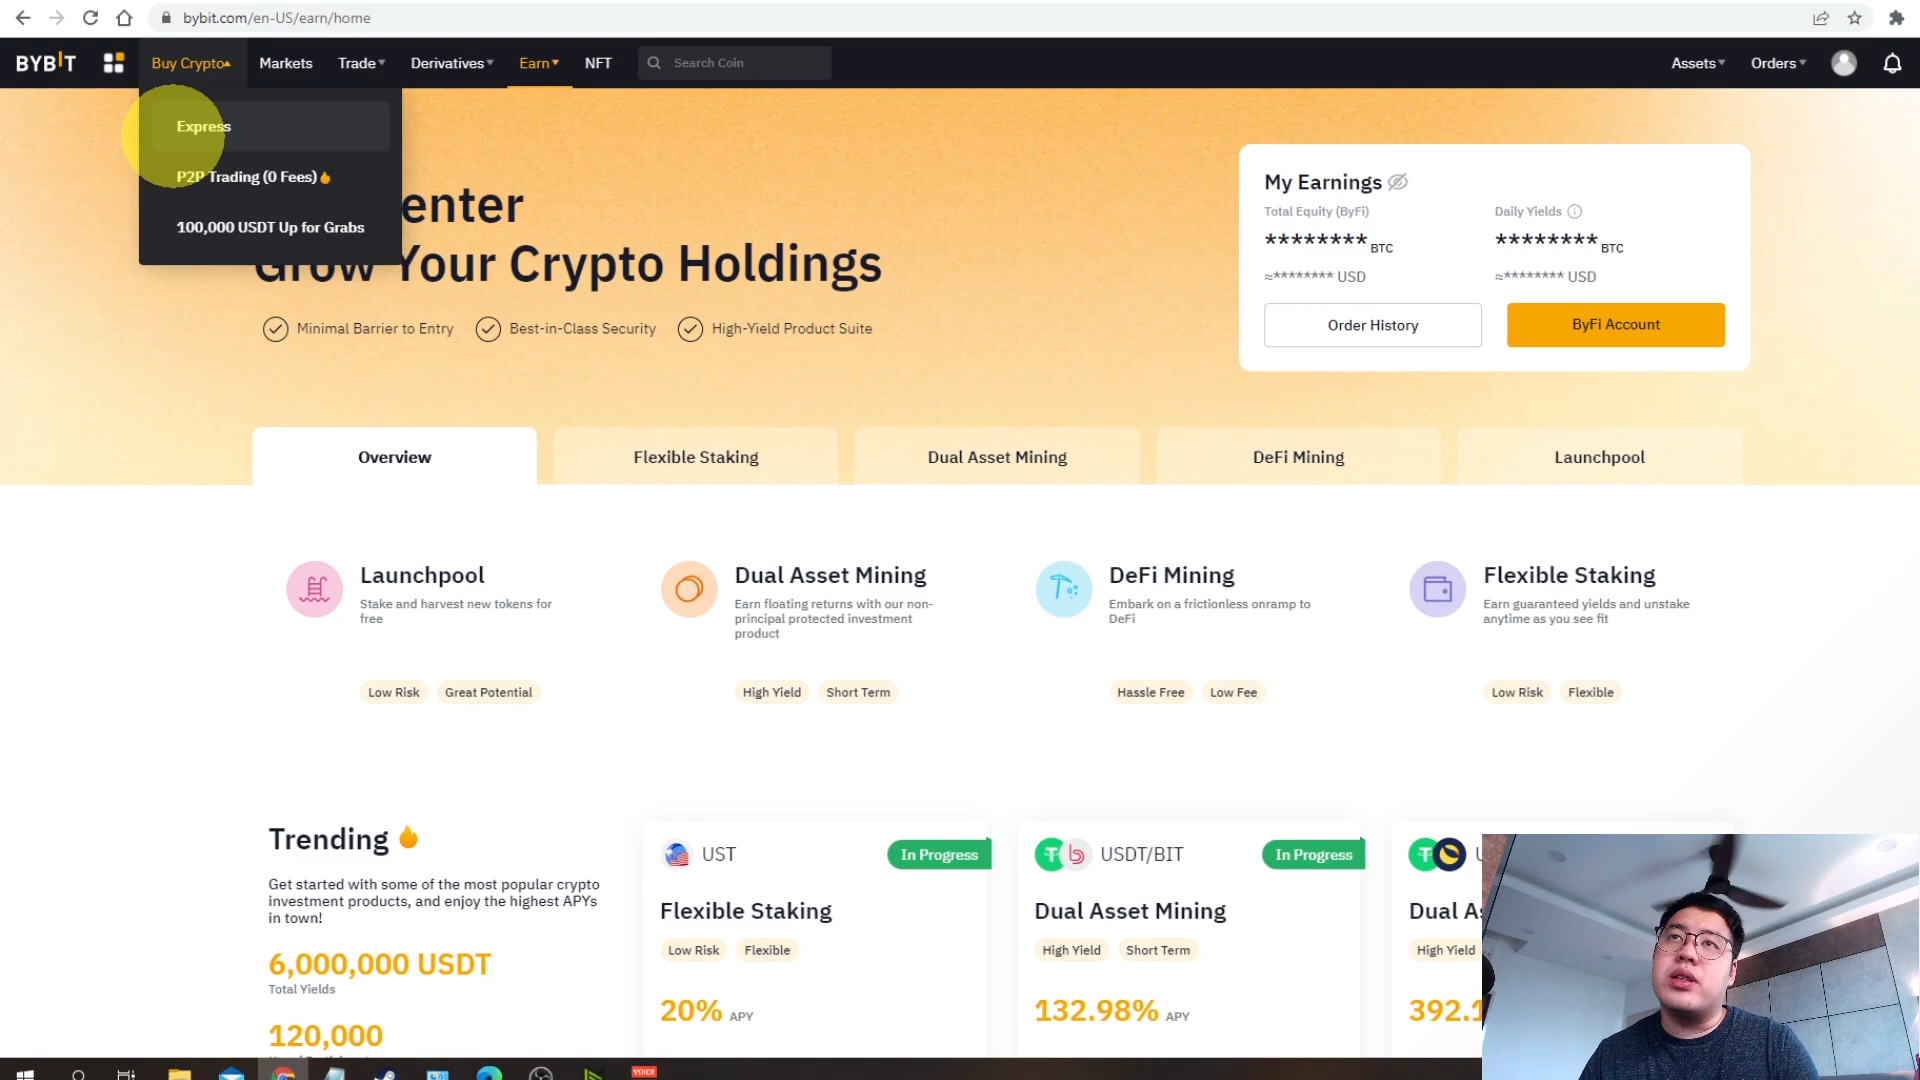 bybit.com/en-US/earn/home
BYBIT
Buy Crypto
Markets
Trade
Derivatives
Earn
NFT
Search Coin
Assets
Orders
Express
P2P Trading (0 Fees)
100,000 USDT Up for Grabs
enter
Grow Your Crypto Holdings
Minimal Barrier to Entry
Best-in-Class Security
High-Yield Product Suite
My Earnings
Total Equity (ByFi)
Daily Yields
******** BTC
******** BTC
≈******** USD
≈******** USD
Order History
ByFi Account
Overview
Flexible Staking
Dual Asset Mining
DeFi Mining
Launchpool
Launchpool
Stake and harvest new tokens for
free
Low Risk
Great Potential
Dual Asset Mining
Earn floating returns with our non-
principal protected investment
product
High Yield
Short Term
DeFi Mining
Embark on a frictionless onramp to
DeFi
Hassle Free
Low Fee
Flexible Staking
Earn guaranteed yields and unstake
anytime as you see fit
Low Risk
Flexible
Trending
Get started with some of the most popular crypto
investment products, and enjoy the highest APYs
in town!
6,000,000 USDT
Total Yields
120,000
UST
In Progress
Flexible Staking
Low Risk
Flexible
20% APY
USDT/BIT
In Progress
Dual Asset Mining
High Yield
Short Term
132.98% APY
Dual
High Yield
392.1
VOICE